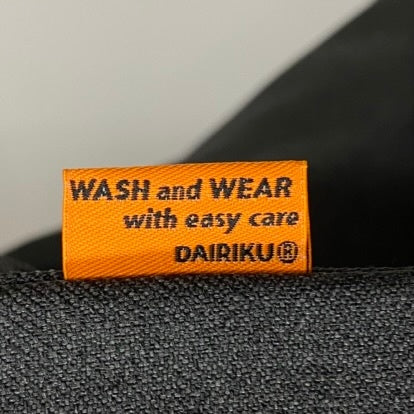 WASH and WEAR
with easy care
DAIRIKU®